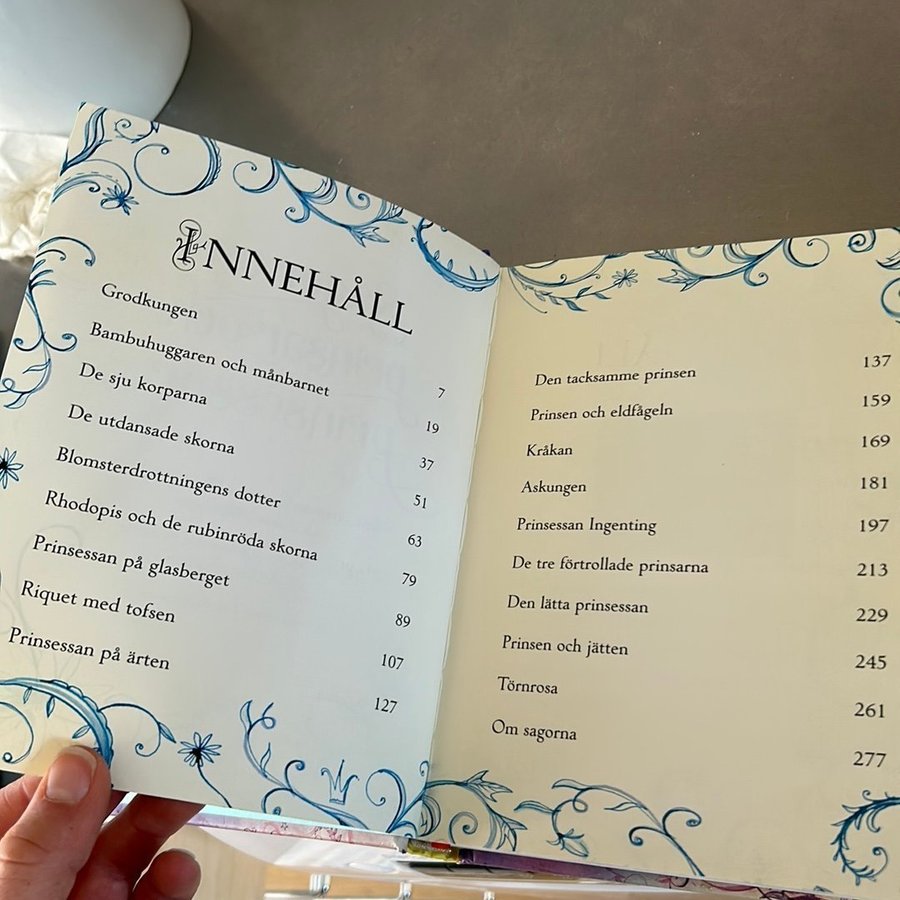 INNEHÅLL
Grodkungen 7
Bambuhuggaren och månbarnet 19
De sju korparna 37
De utdansade skorna 51
Blomsterdrottningens dotter 63
Rhodopis och de rubinröda skorna 79
Prinsessan på glasberget 89
Riquet med tofsen 107
Prinsessan på ärten 127
Den tacksamme prinsen 137
Prinsen och eldfågeln 159
Kråkan 169
Askungen 181
Prinsessan Ingenting 197
De tre förtrollade prinsarna 213
Den lätta prinsessan 229
Prinsen och jätten 245
Törnrosa 261
Om sagorna 277